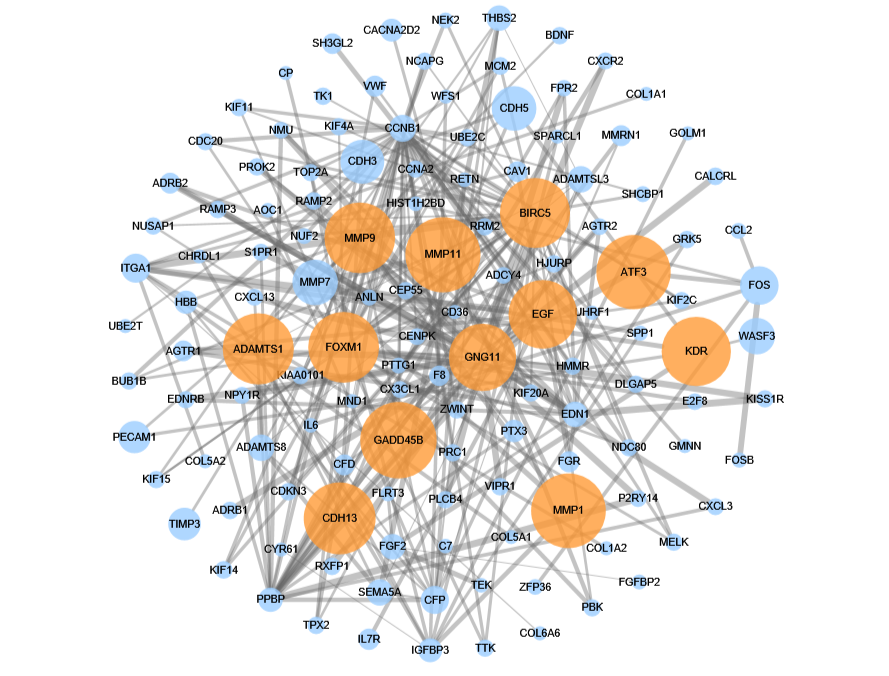 THBS2
NEK2
CACNA2D2
BDNF
SH3GL2
NCAPG
MCM2
CXCR2
CP
VWF
FPR2
TK1
WFS1
COL1A1
KIF11
CDH5
NMU
KIF4A
CCNB1
UBE2C
SPARCL1
MMRN1
GOLM1
CDC20
CDH3
PROK2
TOP2A
CCNA2
CAV1
RETN
ADAMTSL3
CALCRL
ADRB2
SHCBP1
RAMP2
HIST1H2BD
RAMP3
AOC1
BIRC5
NUSAP1
RRM2
AGTR2
CCL2
NUF2
MMP9
GRK5
S1PR1
MMP11
CHRDL1
HJURP
ITGA1
ADCY4
ATF3
MMP7
FOS
CEP55
CXCL13
ANLN
KIF2C
HBB
CD36
EGF
UHRF1
UBE2T
SPP1
WASF3
CENPK
ADAMTS1
FOXM1
AGTR1
KDR
GNG11
PTTG1
HMMR
KIAA0101
F8
BUB1B
DLGAP5
CX3CL1
KIF20A
NPY1R
EDNRB
MND1
E2F8
KISS1R
ZWINT
EDN1
IL6
PTX3
PECAM1
GADD45B
ADAMTS8
NDC80
GMNN
PRC1
COL5A2
CFD
FGR
FOSB
KIF15
VIPR1
CDKN3
FLRT3
PLCB4
P2RY14
CXCL3
ADRB1
MMP1
CDH13
TIMP3
COL5A1
MELK
CYR61
FGF2
C7
COL1A2
RXFP1
KIF14
FGFBP2
TEK
ZFP36
SEMA5A
PPBP
CFP
PBK
TPX2
COL6A6
IL7R
IGFBP3
TTK